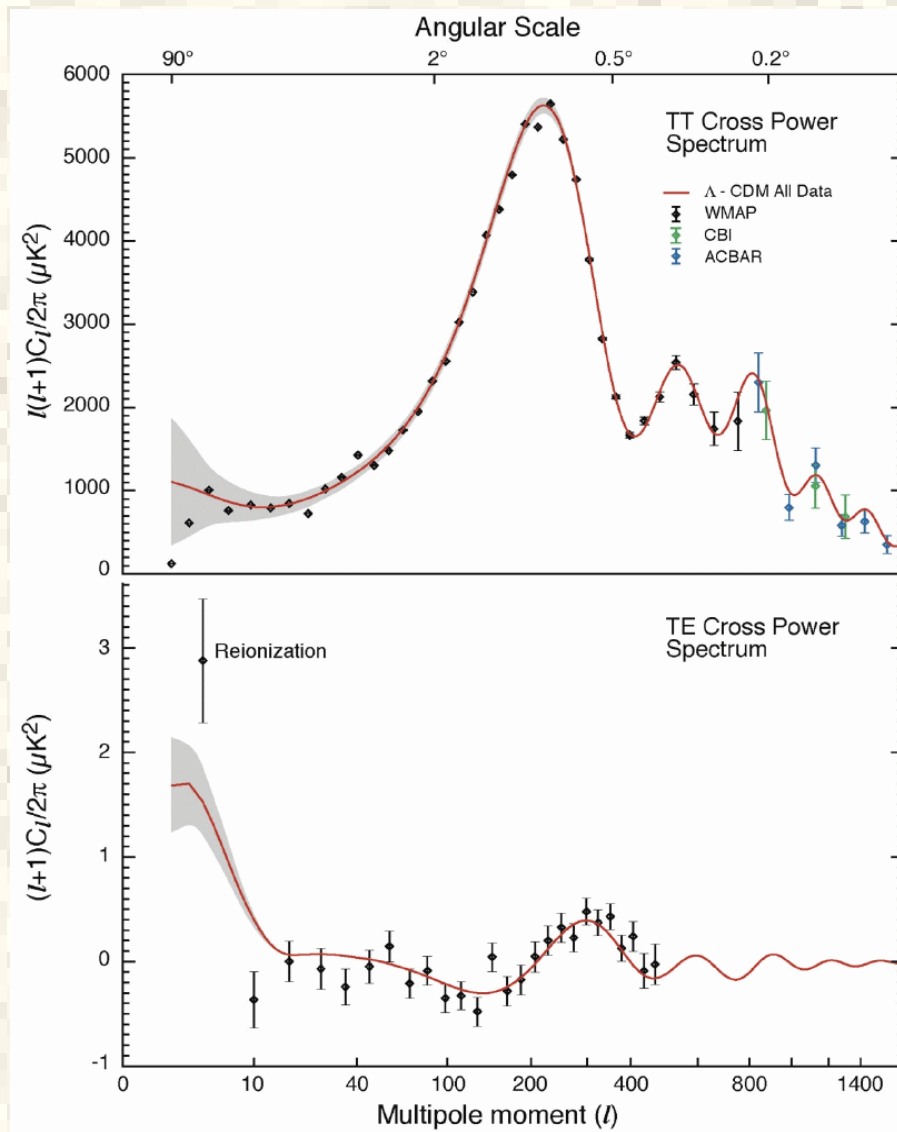 Angular Scale
90° 2° 0.5° 0.2°
6000
5000
4000
3000
2000
1000
0
l(l+1)Cl/2π (μK2)
TT Cross Power
Spectrum
Λ - CDM All Data
WMAP
CBI
ACBAR
3
2
1
0
-1
(l+1)Cl/2π (μK2)
Reionization
TE Cross Power
Spectrum
0 10 40 100 200 400 800 1400
Multipole moment (l)